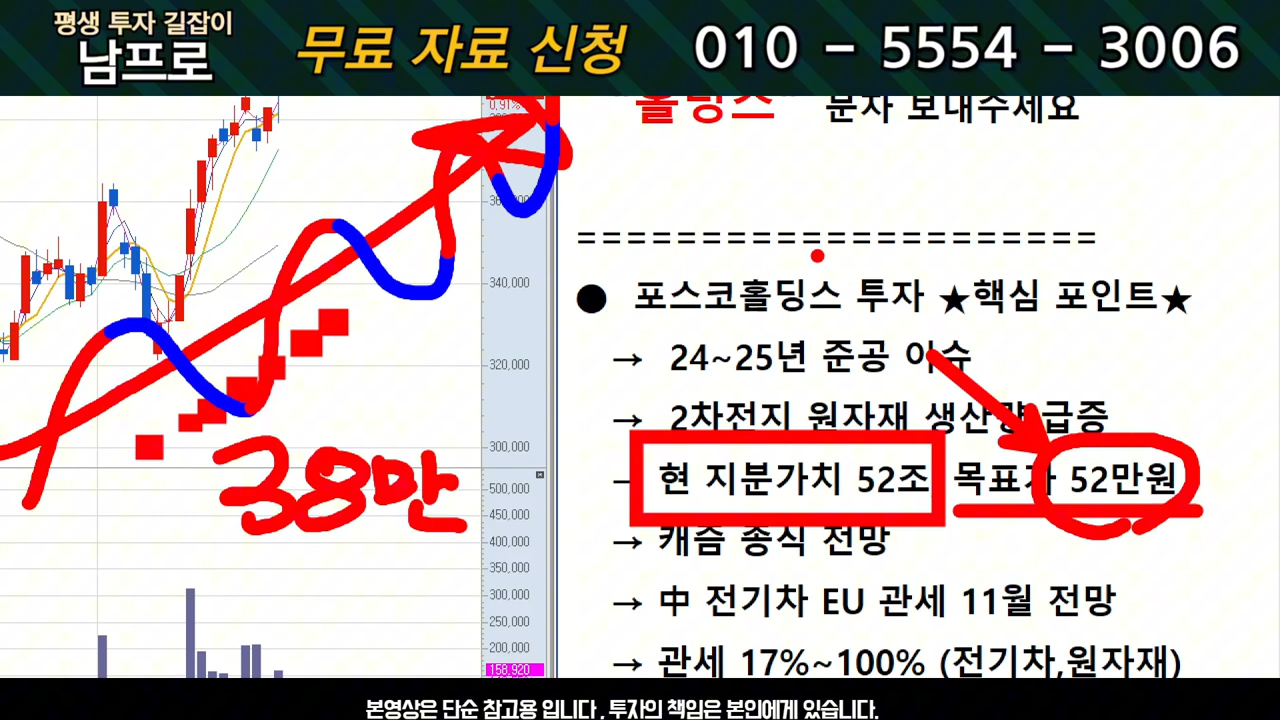 평생 투자 길잡이
남프로
무료 자료 신청
010 - 5554 - 3006
홀딩스" 문자 보내주세요
=====================
● 포스코홀딩스 투자 ★핵심 포인트★
→ 24~25년 준공 이슈
→ 2차전지 원자재 생산량 급증
현 지분가치 52조 목표가 52만원
→ 캐즘 종식 전망
→ 中 전기차 EU 관세 11월 전망
→ 관세 17%~100% (전기차,원자재)
0.91%
340,000
320,000
300,000
38만
500,000
450,000
400,000
350,000
300,000
250,000
200,000
158,920
본영상은 단순 참고용 입니다 , 투자의 책임은 본인에게 있습니다.